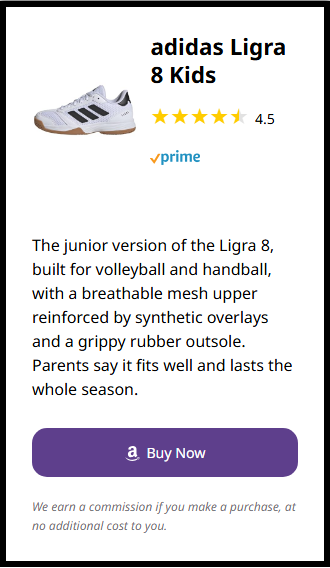 adidas Ligra
8 Kids
4.5
prime
The junior version of the Ligra 8,
built for volleyball and handball,
with a breathable mesh upper
reinforced by synthetic overlays
and a grippy rubber outsole.
Parents say it fits well and lasts the
whole season.
Buy Now
We earn a commission if you make a purchase, at
no additional cost to you.